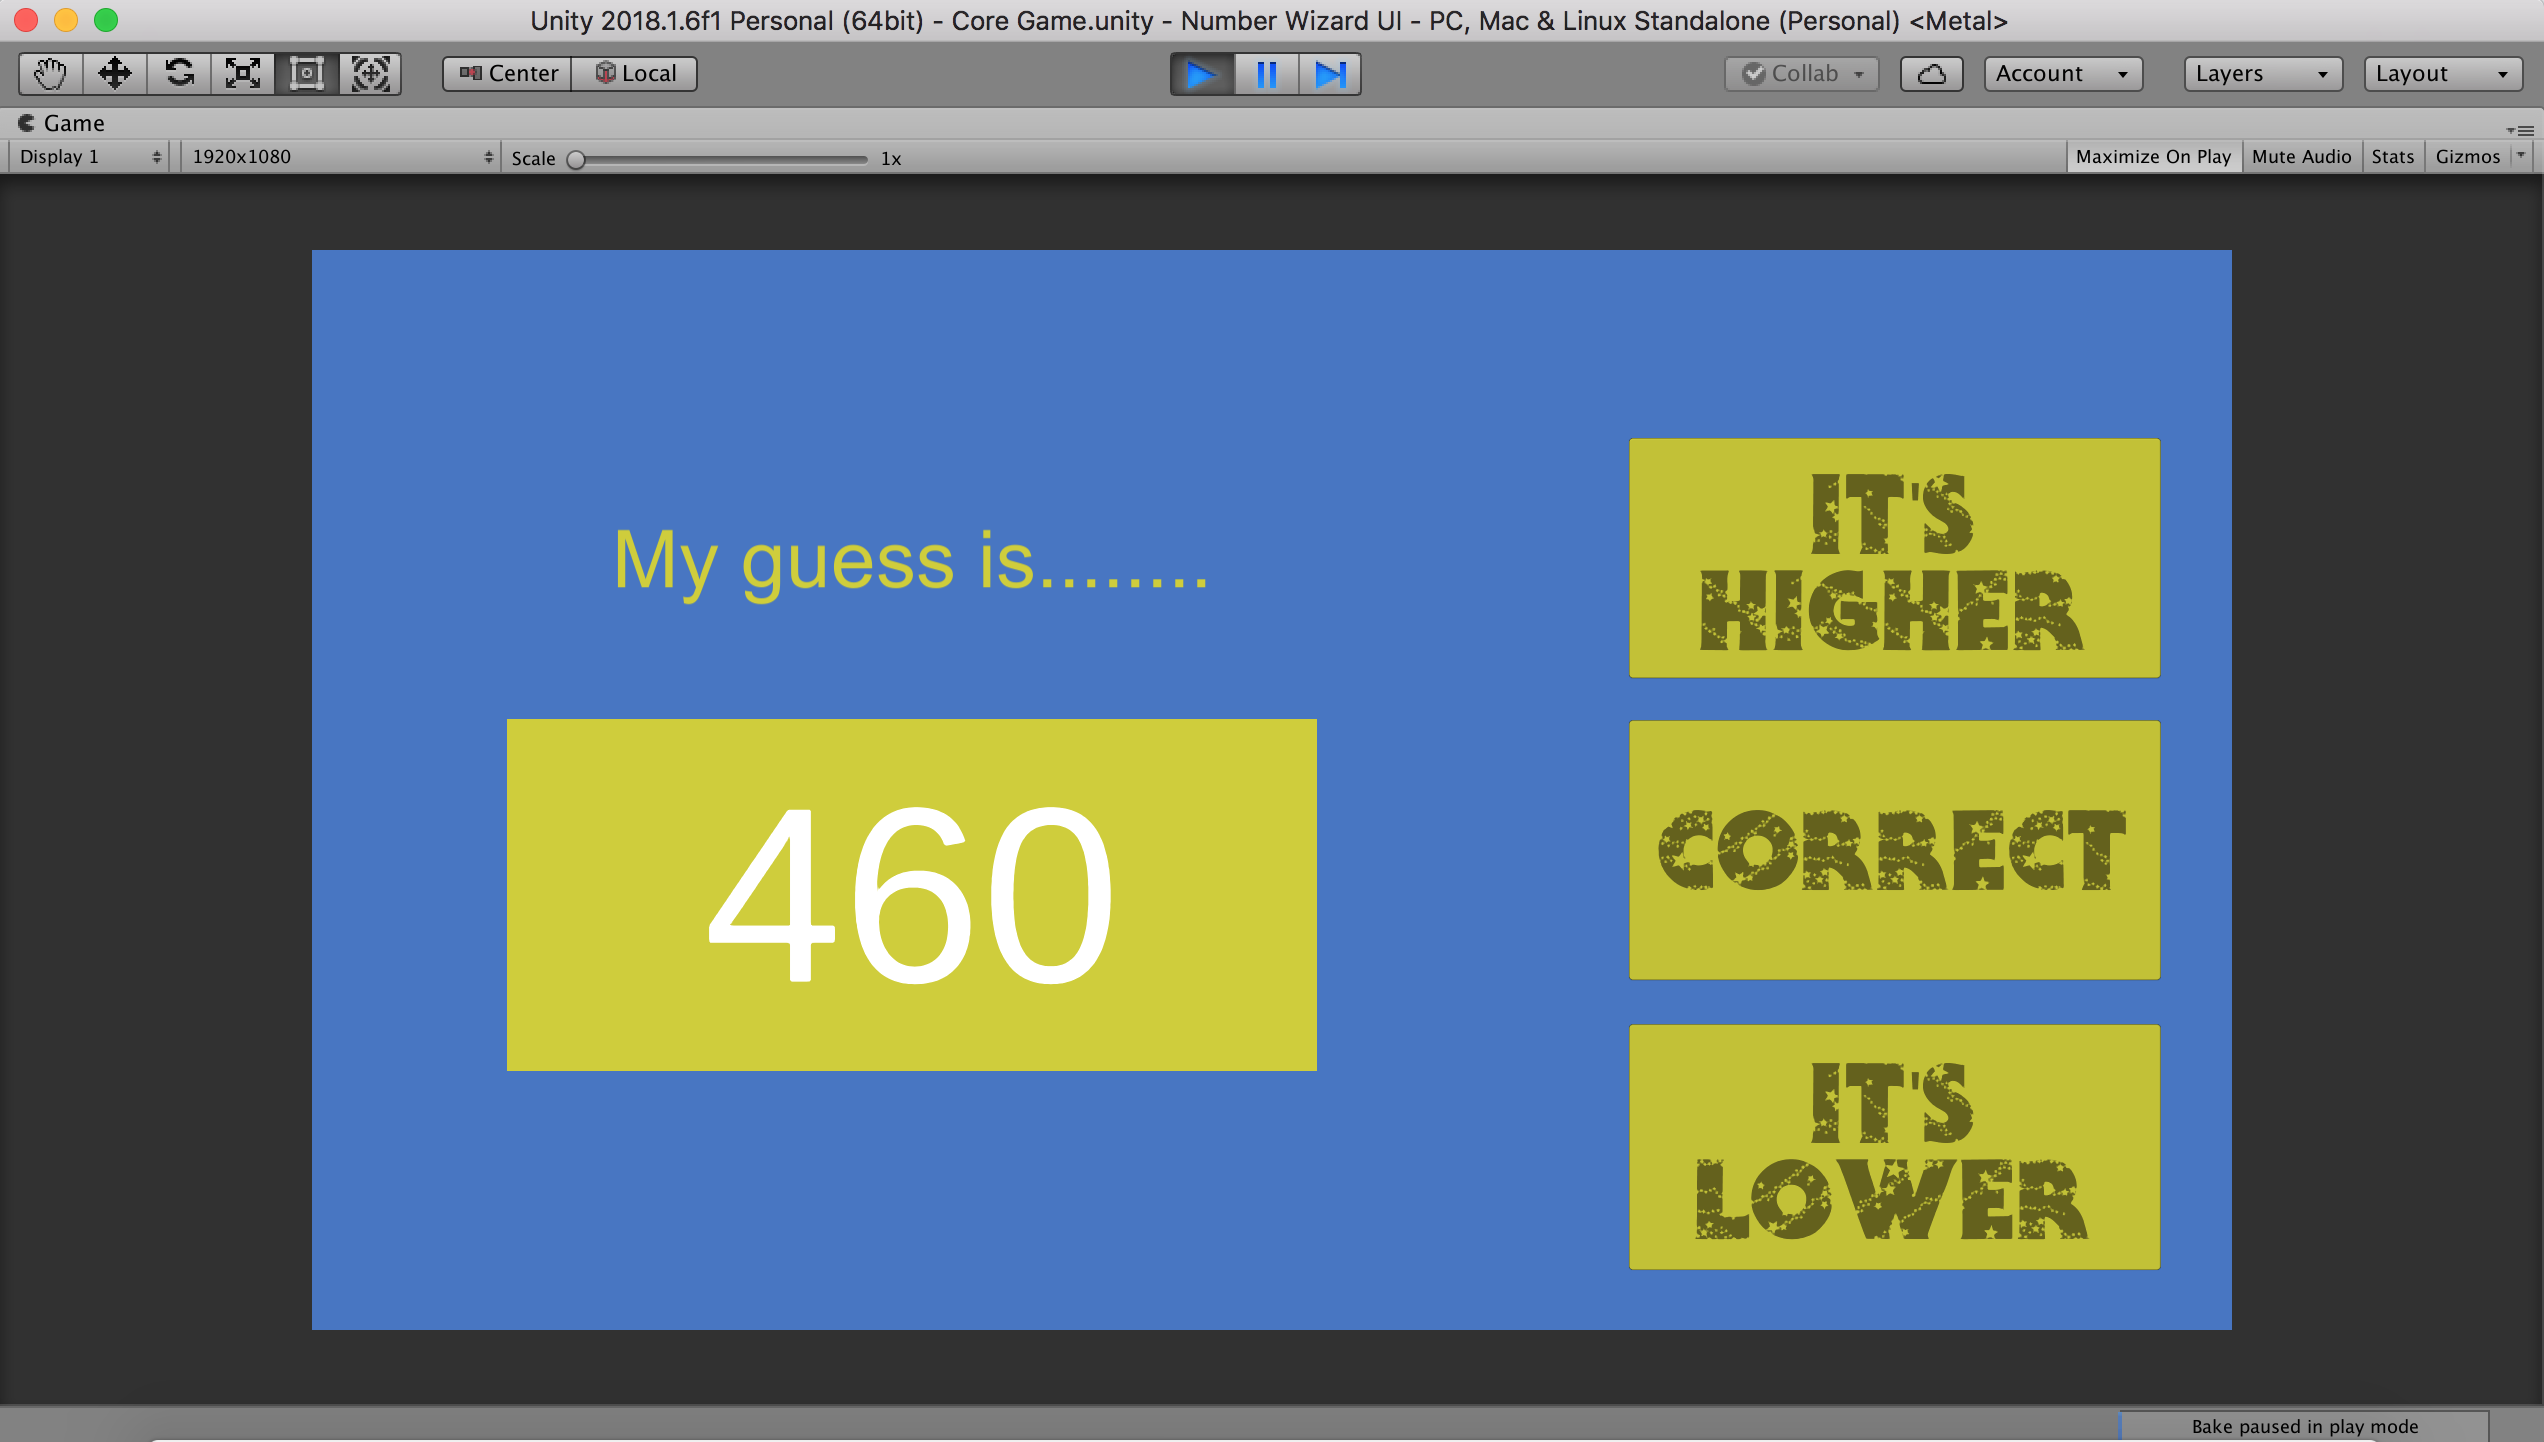 Unity 2018.1.6f1 Personal (64bit) - Core Game.unity - Number Wizard UI - PC, Mac & Linux Standalone (Personal) <Metal>
Center Local Collab Account Layers Layout
Game
Display 1 1920x1080 Scale 1x Maximize On Play Mute Audio Stats Gizmos
My guess is........
460
IT'S
HIGHER
CORRECT
IT'S
LOWER
Bake paused in play mode